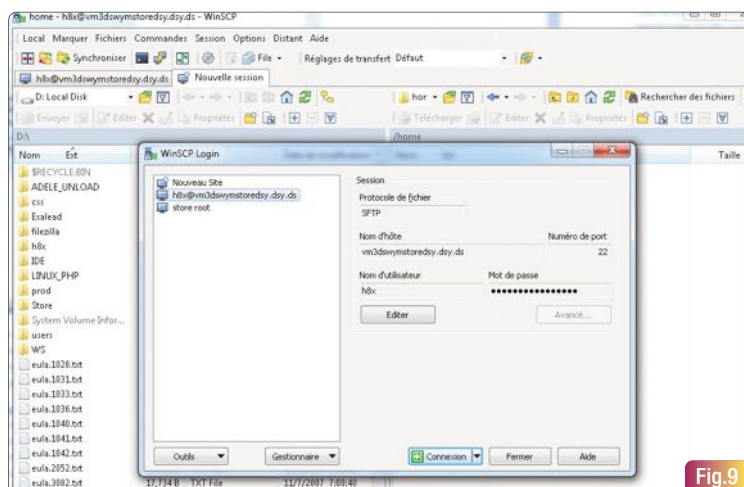 home - h8x@vm3dswymstoredsy.dsy.ds - WinSCP
Local Marquer Fichiers Commandes Session Options Distant Aide
Synchroniser File Réglages de transfert Défaut
h8x@vm3dswymstoredsy.dsy.ds Nouvelle session
D: Local Disk hor Rechercher des fichiers
Envoyer Editer Propriétés Télécharger Editer Propriétés
D:\ /home
Nom Ext Taille
$RECYCLE.BIN
ADELE_UNLOAD
css
Exalead
filezilla
h8x
IDE
LINUX_PHP
prod
Store
System Volume Infor...
users
WS
eula.1028.txt
eula.1031.txt
eula.1033.txt
eula.1036.txt
eula.1040.txt
eula.1041.txt
eula.1042.txt
eula.2052.txt
eula.3082.txt 17,734 B TXT File 11/7/2007 7:00:40
WinSCP Login
Nouveau Site
h8x@vm3dswymstoredsy.dsy.ds
store root
Session
Protocole de fichier
SFTP
Nom d'hôte Numéro de port
vm3dswymstoredsy.dsy.ds 22
Nom d'utilisateur Mot de passe
h8x ••••••••••••••••
Editer Avancé...
Outils Gestionnaire Connexion Fermer Aide
Fig.9